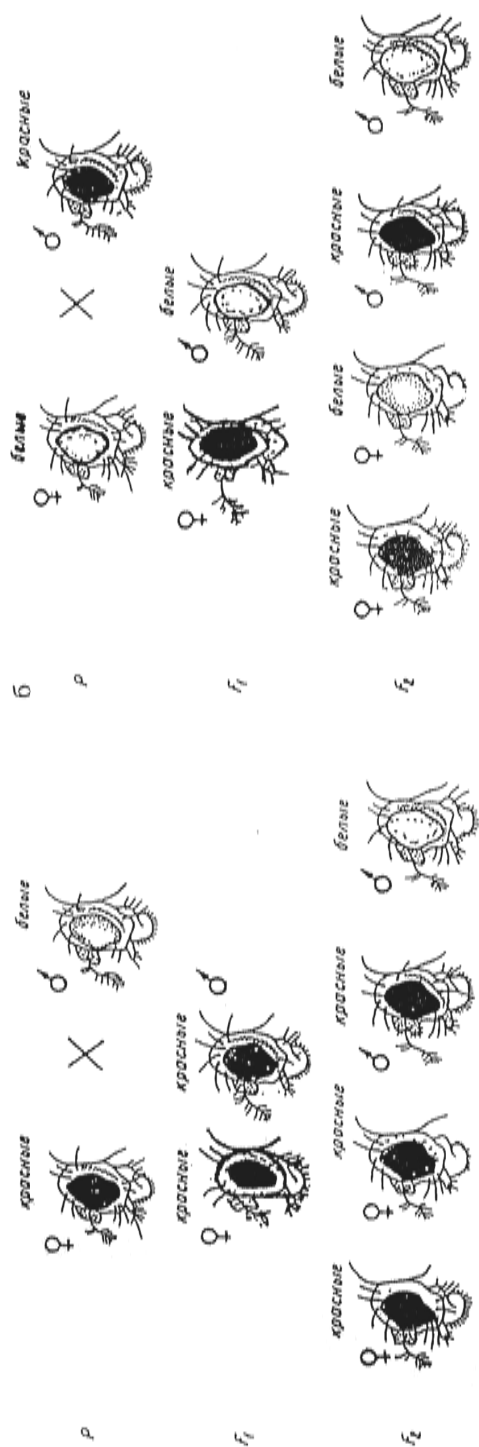 красные белые
P ♀ × ♂
красные красные
F₁ ♀ ♂
красные красные красные белые
F₂ ♀ ♀ ♂ ♂
б
белые красные
P ♀ × ♂
красные белые
F₁ ♀ ♂
красные белые красные белые
F₂ ♀ ♀ ♂ ♂